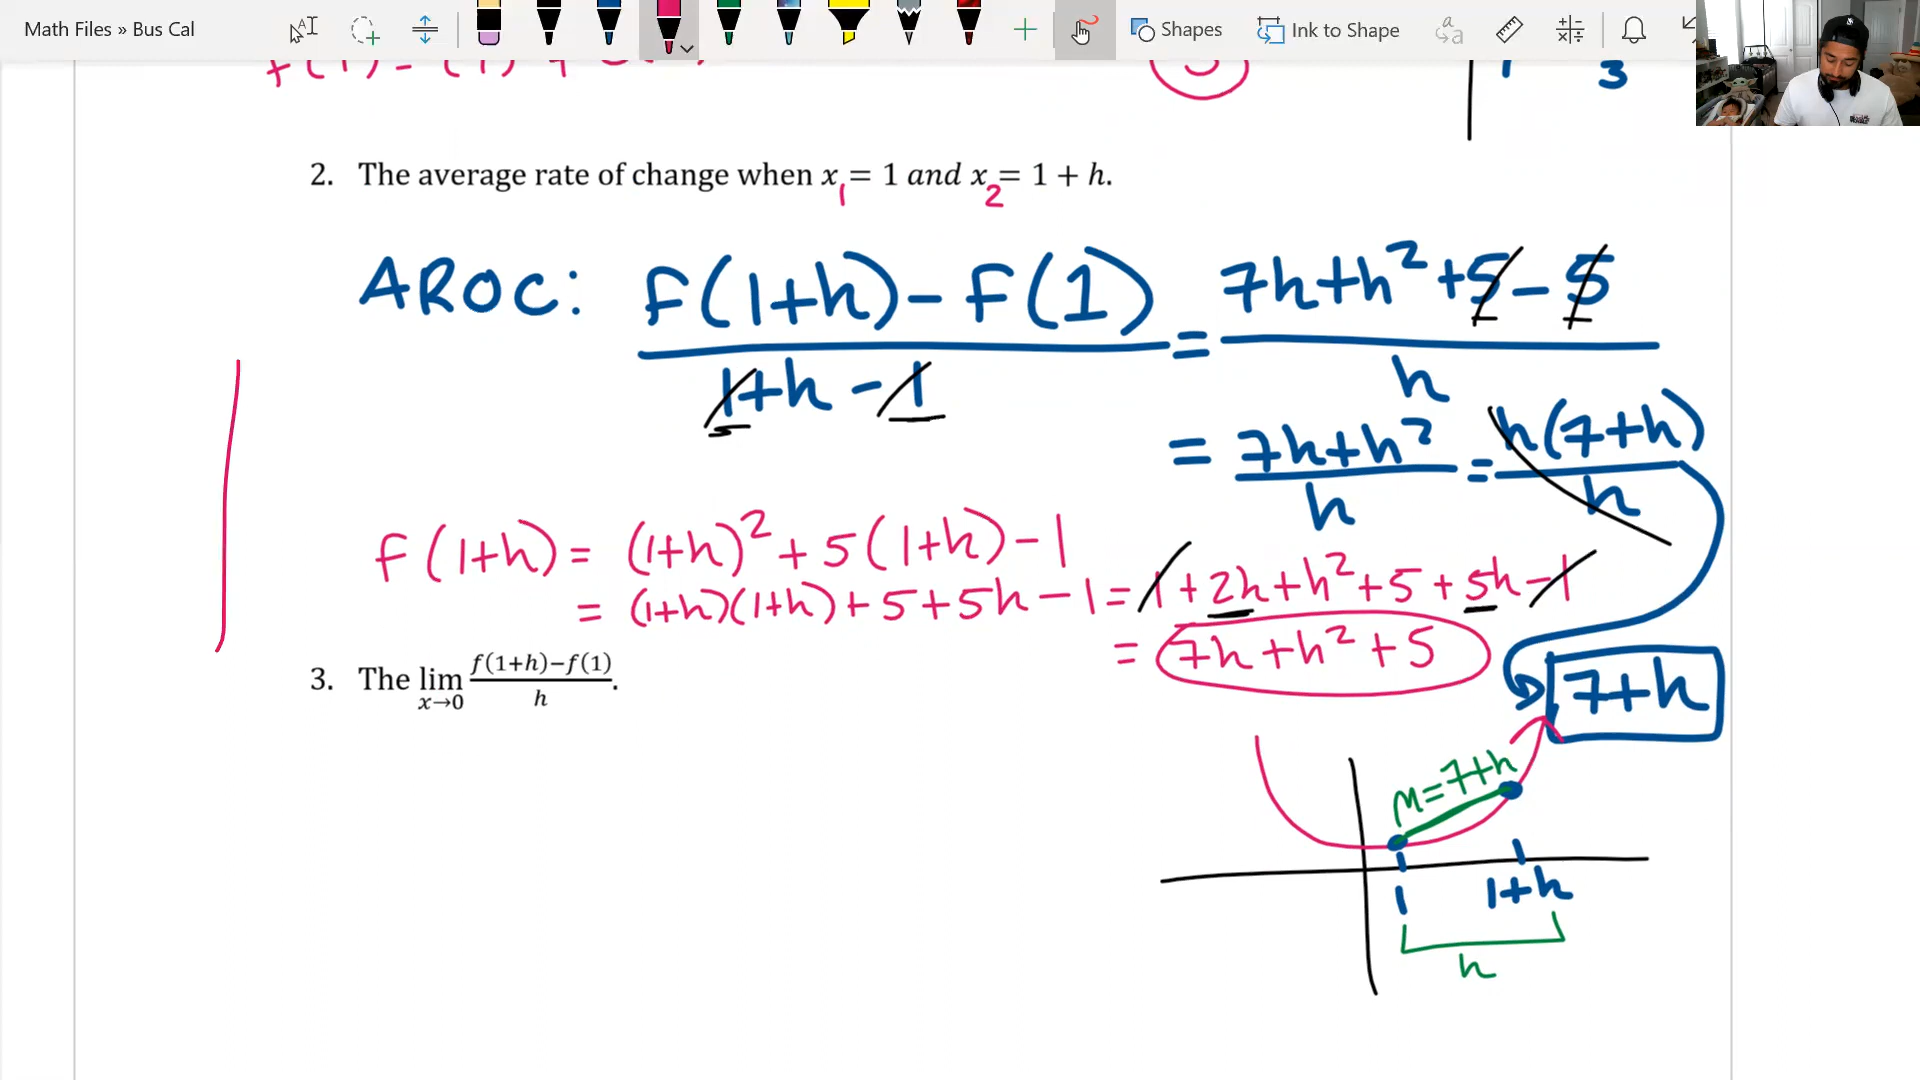 Math Files » Bus Cal
Shapes
Ink to Shape
1 3
2. The average rate of change when x₁ = 1 and x₂ = 1 + h.
AROC: f(1+h) - f(1) / 1+h - 1 = 7h+h² + 5 - 5 / h
= 7h+h² / h = h(7+h) / h
f(1+h) = (1+h)² + 5(1+h) - 1
= (1+h)(1+h) + 5 + 5h - 1 = 1 + 2h + h² + 5 + 5h - 1
= 7h + h² + 5
7+h
3. The lim x→0 f(1+h)−f(1) / h.
m=7+h
1 1+h
h